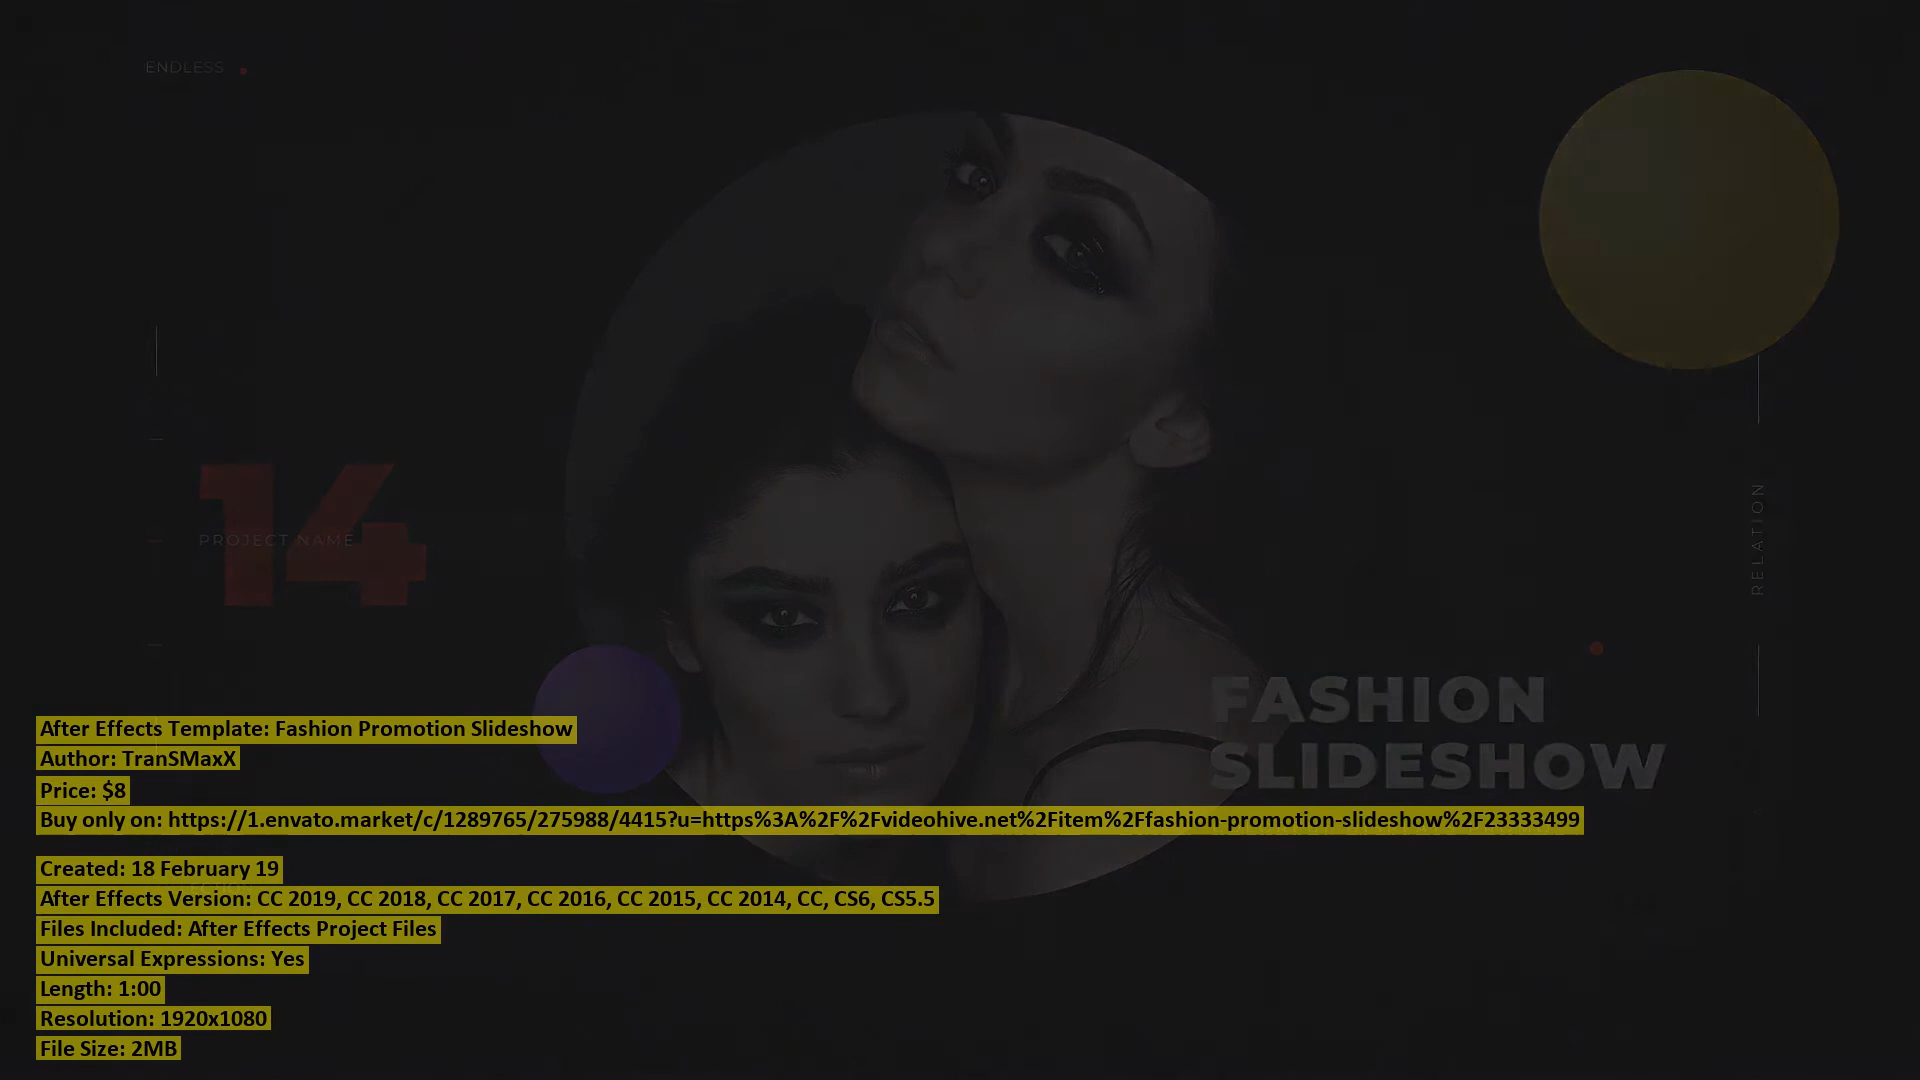 ENDLESS
14
PROJECT NAME
RELATION
FASHION
SLIDESHOW
After Effects Template: Fashion Promotion Slideshow
Author: TranSMaxX
Price: $8
Buy only on: https://1.envato.market/c/1289765/275988/4415?u=https%3A%2F%2Fvideohive.net%2Fitem%2Ffashion-promotion-slideshow%2F23333499
Created: 18 February 19
After Effects Version: CC 2019, CC 2018, CC 2017, CC 2016, CC 2015, CC 2014, CC, CS6, CS5.5
Files Included: After Effects Project Files
Universal Expressions: Yes
Length: 1:00
Resolution: 1920x1080
File Size: 2MB